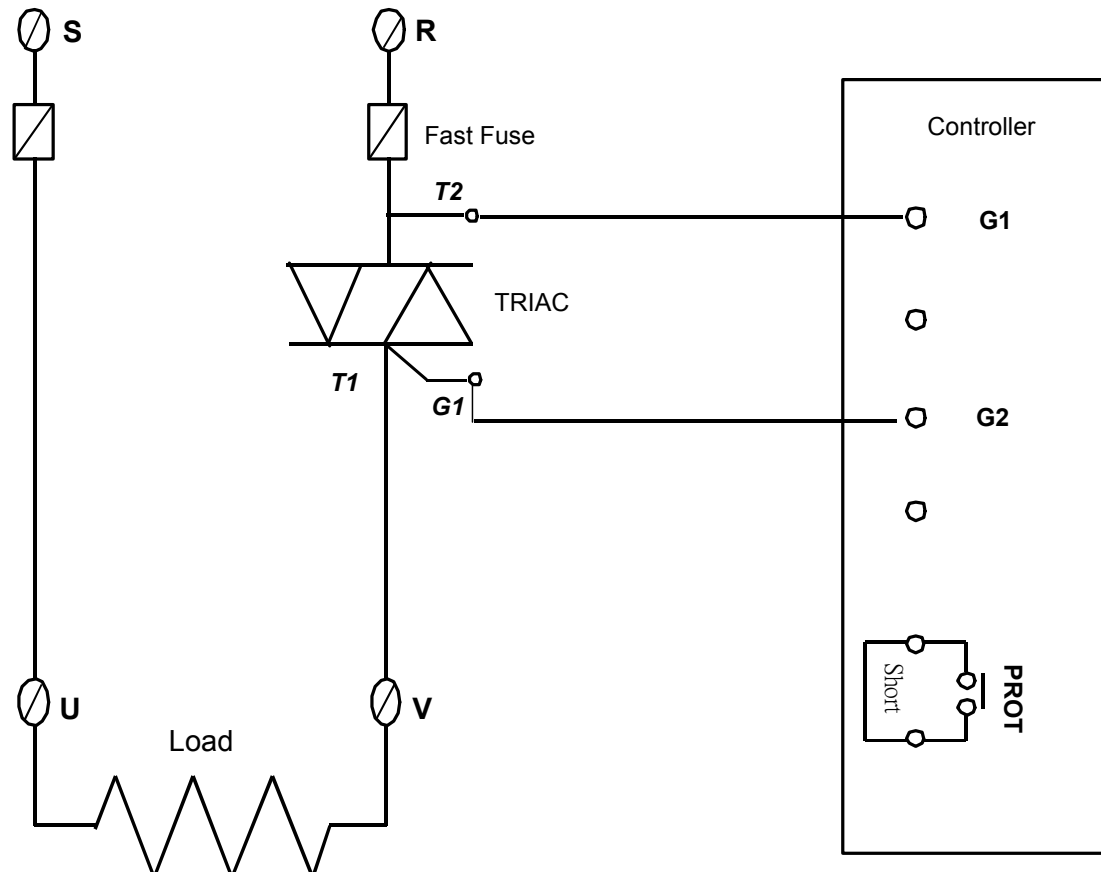 S
R
Controller
Fast Fuse
T2
G1
TRIAC
T1
G1
G2
Short
PROT
U
V
Load